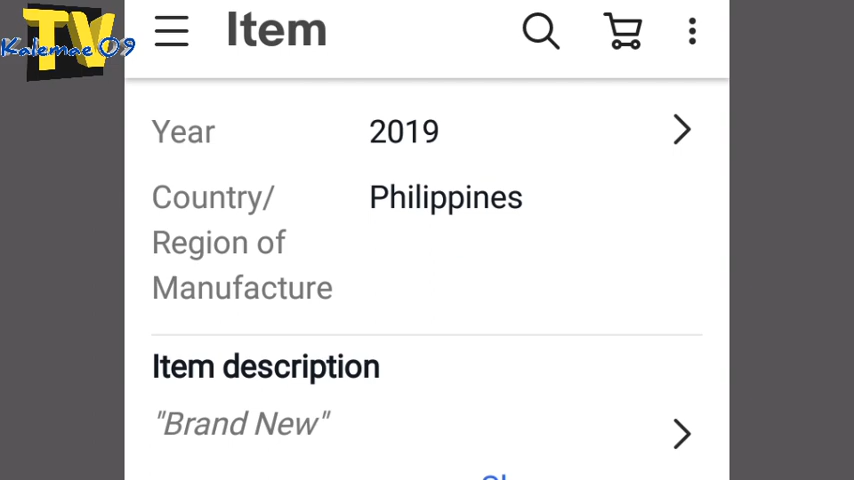 TV
Kalemae 09
Item
Year 2019
Country/ Philippines
Region of
Manufacture
Item description
"Brand New"